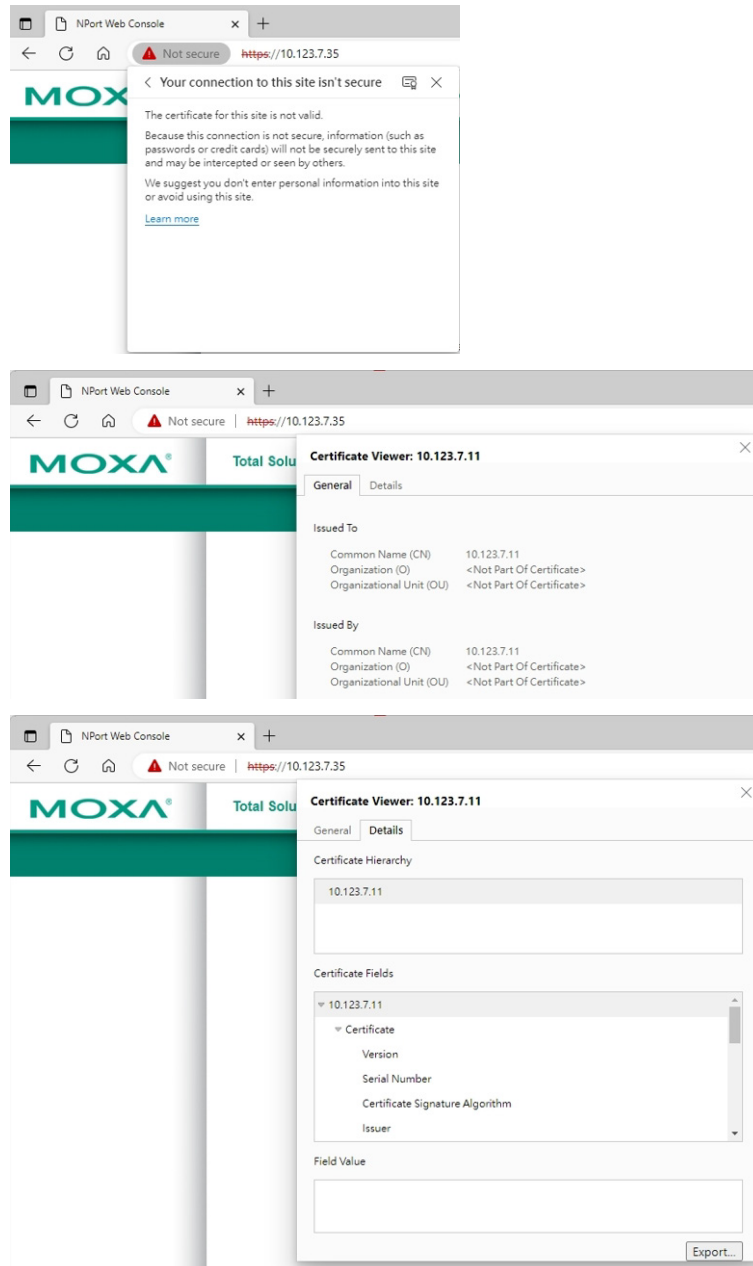 NPort Web Console
Not secure https://10.123.7.35
MOX
Your connection to this site isn't secure
The certificate for this site is not valid.
Because this connection is not secure, information (such as
passwords or credit cards) will not be securely sent to this site
and may be intercepted or seen by others.
We suggest you don't enter personal information into this site
or avoid using this site.
Learn more
NPort Web Console
Not secure | https://10.123.7.35
MOXA® Total Solu
Certificate Viewer: 10.123.7.11
General Details
Issued To
Common Name (CN) 10.123.7.11
Organization (O) <Not Part Of Certificate>
Organizational Unit (OU) <Not Part Of Certificate>
Issued By
Common Name (CN) 10.123.7.11
Organization (O) <Not Part Of Certificate>
Organizational Unit (OU) <Not Part Of Certificate>
NPort Web Console
Not secure | https://10.123.7.35
MOXA® Total Solu
Certificate Viewer: 10.123.7.11
General Details
Certificate Hierarchy
10.123.7.11
Certificate Fields
10.123.7.11
Certificate
Version
Serial Number
Certificate Signature Algorithm
Issuer
Field Value
Export...